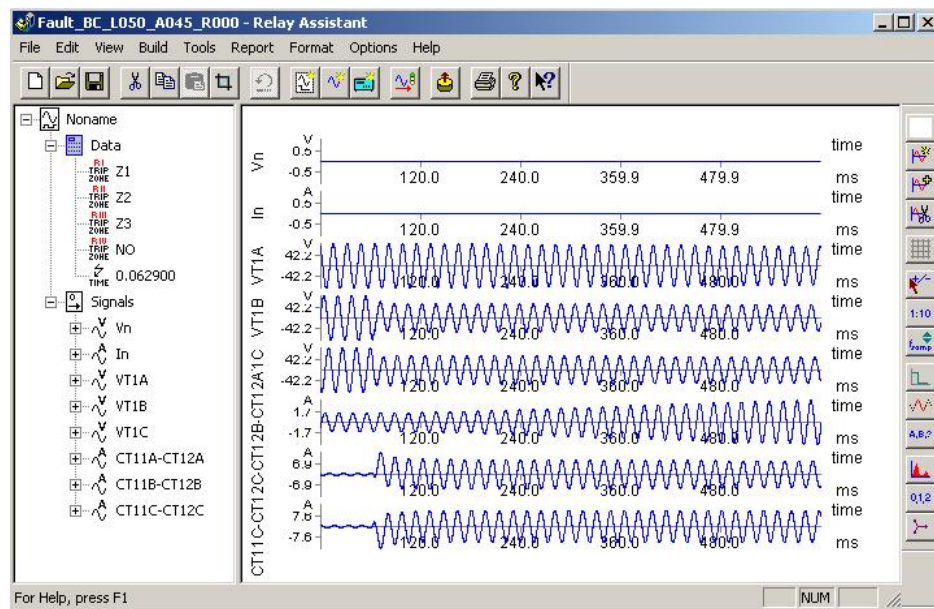 Fault_BC_L050_A045_R000 - Relay Assistant
File Edit View Build Tools Report Format Options Help
Noname
Data
RI TRIP ZONE Z1
RII TRIP ZONE Z2
RIII TRIP ZONE Z3
RIV TRIP ZONE NO
TIME 0.062900
Signals
V Vn
A In
V VT1A
V VT1B
V VT1C
A CT11A-CT12A
A CT11B-CT12B
A CT11C-CT12C
Vn V 0.5 -0.5 120.0 240.0 359.9 479.9 time ms
In A 0.5 -0.5 120.0 240.0 359.9 479.9 time ms
VT1A V 42.2 -42.2 120.0 240.0 360.0 480.0 time ms
VT1B V 42.2 -42.2 120.0 240.0 360.0 480.0 time ms
1C V 42.2 -42.2 120.0 240.0 360.0 480.0 time ms
CT12A A 1.7 -1.7 120.0 240.0 360.0 480.0 time ms
CT12B- A 6.9 -6.9 120.0 240.0 360.0 480.0 time ms
CT11C-CT12C A 7.6 -7.6 120.0 240.0 360.0 480.0 time ms
1:10
A,B,?
0,1,2
For Help, press F1
NUM